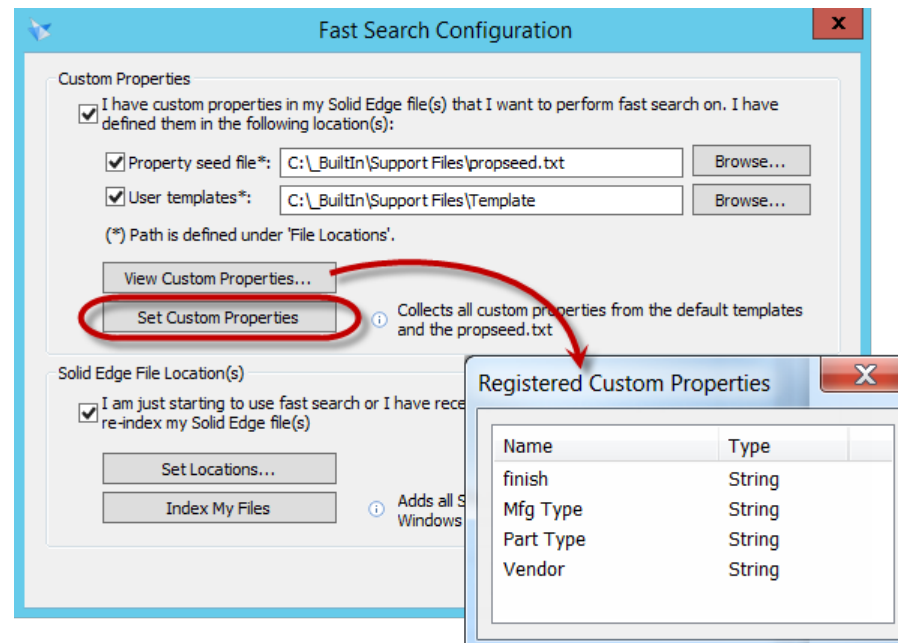 Fast Search Configuration
x
Custom Properties
I have custom properties in my Solid Edge file(s) that I want to perform fast search on. I have
defined them in the following location(s):
Property seed file*: C:\_BuiltIn\Support Files\propseed.txt Browse...
User templates*: C:\_BuiltIn\Support Files\Template Browse...
(*) Path is defined under 'File Locations'.
View Custom Properties...
Set Custom Properties
Collects all custom properties from the default templates
and the propseed.txt
Solid Edge File Location(s)
I am just starting to use fast search or I have rece
re-index my Solid Edge file(s)
Set Locations...
Index My Files
Adds all S
Windows
Registered Custom Properties
X
Name Type
finish String
Mfg Type String
Part Type String
Vendor String